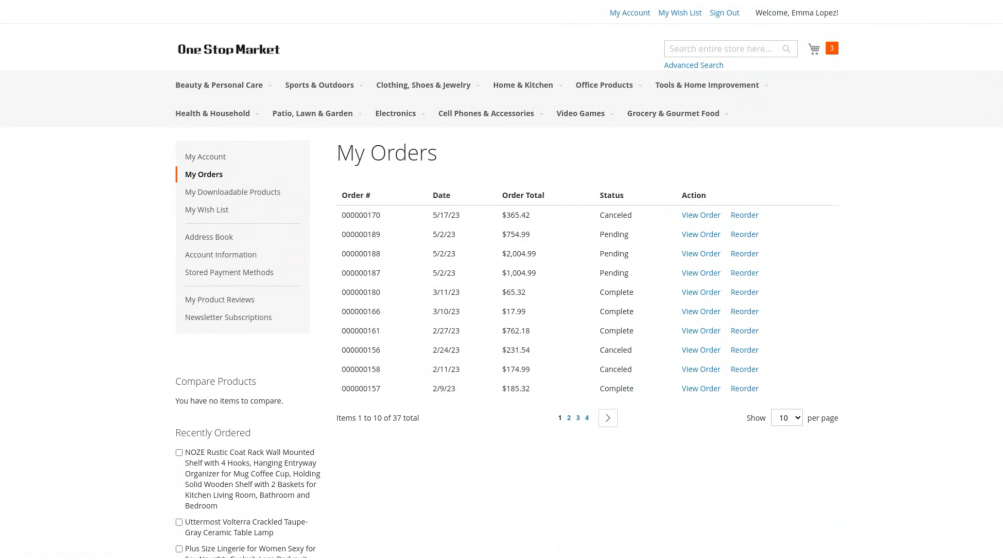 My Account My Wish List Sign Out Welcome, Emma Lopez!
One Stop Market
Search entire store here... 3
Advanced Search
Beauty & Personal Care Sports & Outdoors Clothing, Shoes & Jewelry Home & Kitchen Office Products Tools & Home Improvement
Health & Household Patio, Lawn & Garden Electronics Cell Phones & Accessories Video Games Grocery & Gourmet Food
My Account
My Orders
My Downloadable Products
My Wish List
Address Book
Account Information
Stored Payment Methods
My Product Reviews
Newsletter Subscriptions
Compare Products
You have no items to compare.
Recently Ordered
NOZE Rustic Coat Rack Wall Mounted
Shelf with 4 Hooks, Hanging Entryway
Organizer for Mug Coffee Cup, Holding
Solid Wooden Shelf with 2 Baskets for
Kitchen Living Room, Bathroom and
Bedroom
Uttermost Volterra Crackled Taupe-
Gray Ceramic Table Lamp
Plus Size Lingerie for Women Sexy for
My Orders
Order # Date Order Total Status Action
000000170 5/17/23 $365.42 Canceled View Order Reorder
000000189 5/2/23 $754.99 Pending View Order Reorder
000000188 5/2/23 $2,004.99 Pending View Order Reorder
000000187 5/2/23 $1,004.99 Pending View Order Reorder
000000180 3/11/23 $65.32 Complete View Order Reorder
000000166 3/10/23 $17.99 Complete View Order Reorder
000000161 2/27/23 $762.18 Complete View Order Reorder
000000156 2/24/23 $231.54 Canceled View Order Reorder
000000158 2/11/23 $174.99 Canceled View Order Reorder
000000157 2/9/23 $185.32 Complete View Order Reorder
Items 1 to 10 of 37 total 1 2 3 4 Show 10 per page